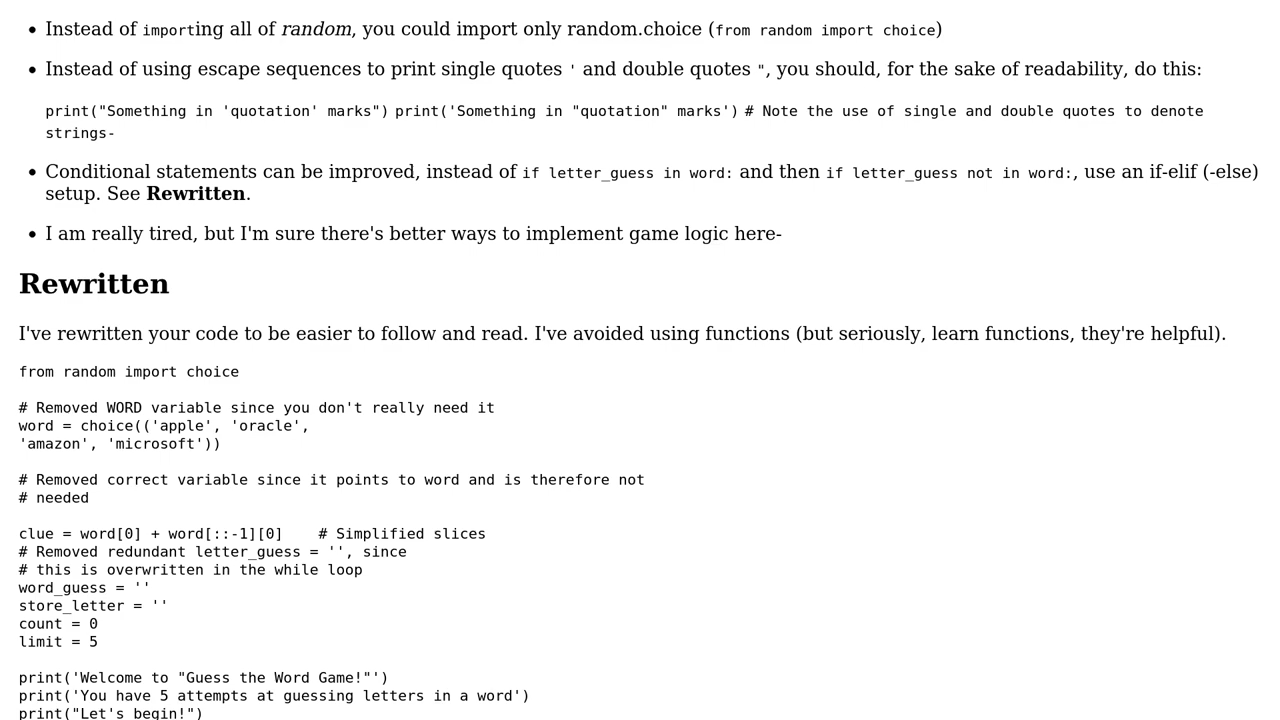 Instead of importing all of random, you could import only random.choice (from random import choice)
Instead of using escape sequences to print single quotes ' and double quotes ", you should, for the sake of readability, do this:
print("Something in 'quotation' marks") print('Something in "quotation" marks') # Note the use of single and double quotes to denote
strings-
Conditional statements can be improved, instead of if letter_guess in word: and then if letter_guess not in word:, use an if-elif (-else)
setup. See Rewritten.
I am really tired, but I'm sure there's better ways to implement game logic here-
Rewritten
I've rewritten your code to be easier to follow and read. I've avoided using functions (but seriously, learn functions, they're helpful).
from random import choice
# Removed WORD variable since you don't really need it
word = choice(('apple', 'oracle',
'amazon', 'microsoft'))
# Removed correct variable since it points to word and is therefore not
# needed
clue = word[0] + word[::-1][0]    # Simplified slices
# Removed redundant letter_guess = '', since
# this is overwritten in the while loop
word_guess = ''
store_letter = ''
count = 0
limit = 5
print('Welcome to "Guess the Word Game!"')
print('You have 5 attempts at guessing letters in a word')
print("Let's begin!")